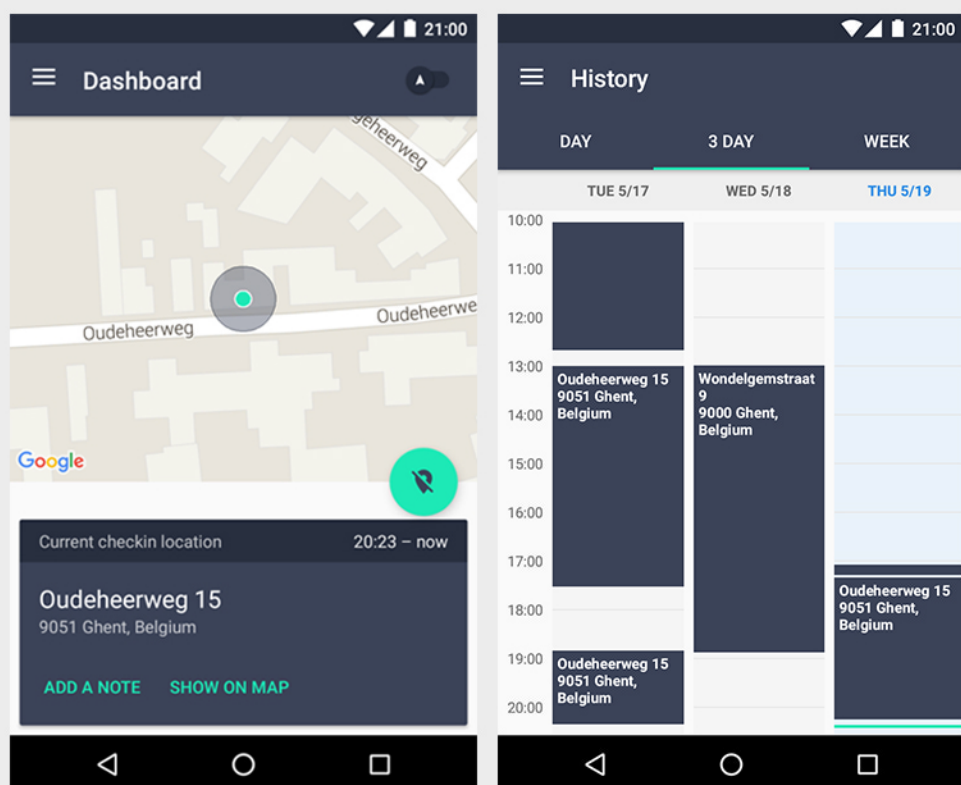 21:00
Dashboard
geheerweg
Oudeheerweg
Oudeheerwe
Google
Current checkin location 20:23 – now
Oudeheerweg 15
9051 Ghent, Belgium
ADD A NOTE SHOW ON MAP
21:00
History
DAY 3 DAY WEEK
TUE 5/17 WED 5/18 THU 5/19
10:00
11:00
12:00
13:00
Oudeheerweg 15
9051 Ghent,
Belgium
Wondelgemstraat
9
9000 Ghent,
Belgium
14:00
15:00
16:00
17:00
Oudeheerweg 15
9051 Ghent,
Belgium
18:00
19:00
Oudeheerweg 15
9051 Ghent,
Belgium
20:00